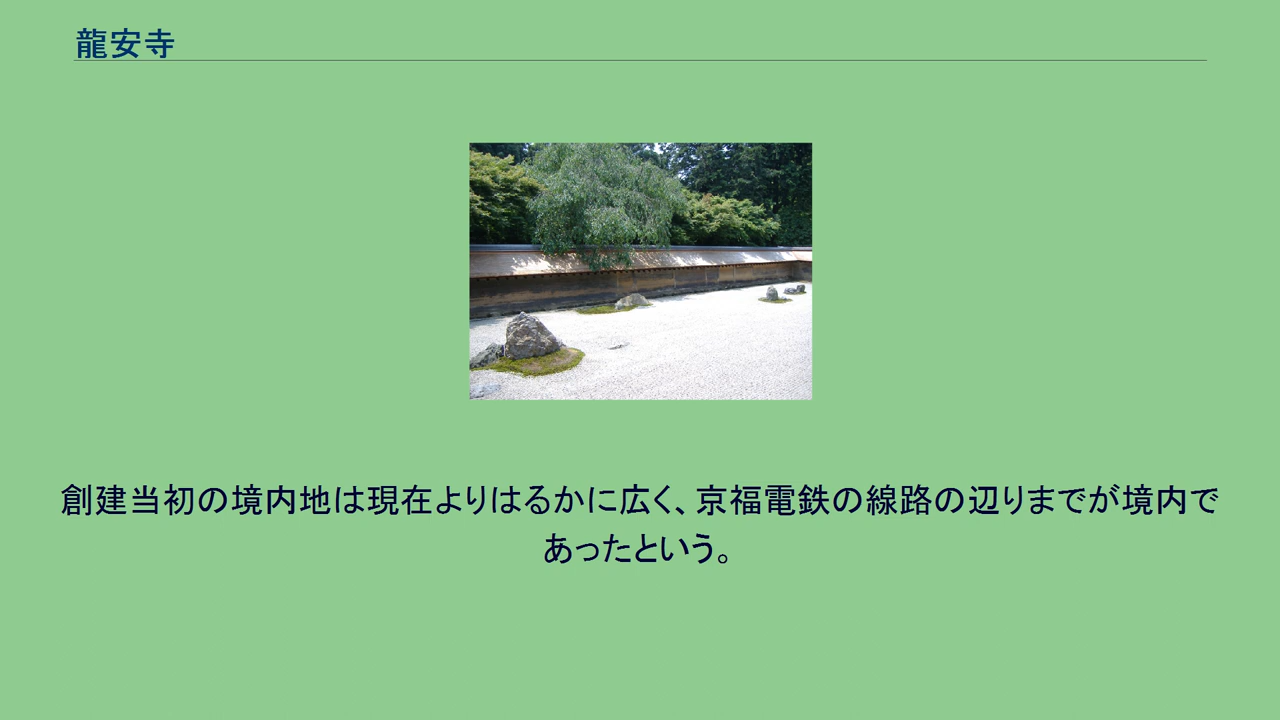 龍安寺
創建当初の境内地は現在よりはるかに広く、京福電鉄の線路の辺りまでが境内で
あったという。